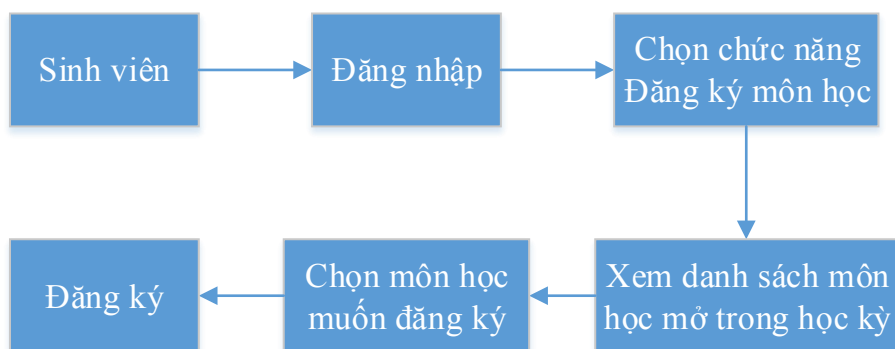 Sinh viên
Đăng nhập
Chọn chức năng
Đăng ký môn học
Xem danh sách môn
học mở trong học kỳ
Chọn môn học
muốn đăng ký
Đăng ký